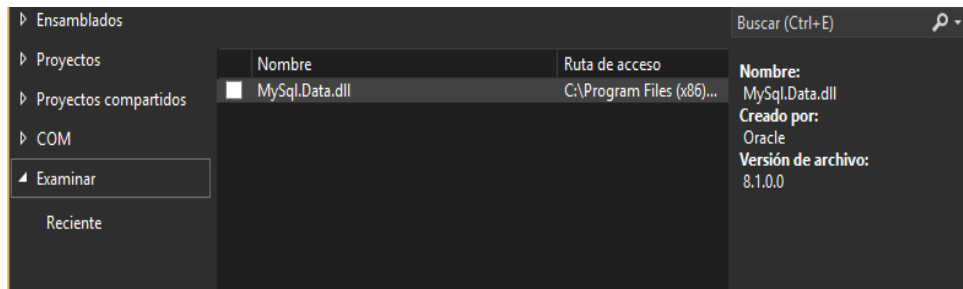 Ensamblados
Proyectos
Proyectos compartidos
COM
Examinar
Reciente
Nombre Ruta de acceso
MySql.Data.dll C:\Program Files (x86)...
Buscar (Ctrl+E)
Nombre:
MySql.Data.dll
Creado por:
Oracle
Versión de archivo:
8.1.0.0